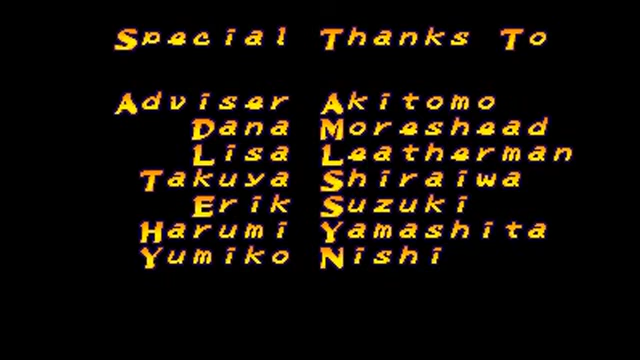 Special Thanks To
Adviser Akitomo
Dana Moreshead
Lisa Leatherman
Takuya Shiraiwa
Erik Suzuki
Harumi Yamashita
Yumiko Nishi